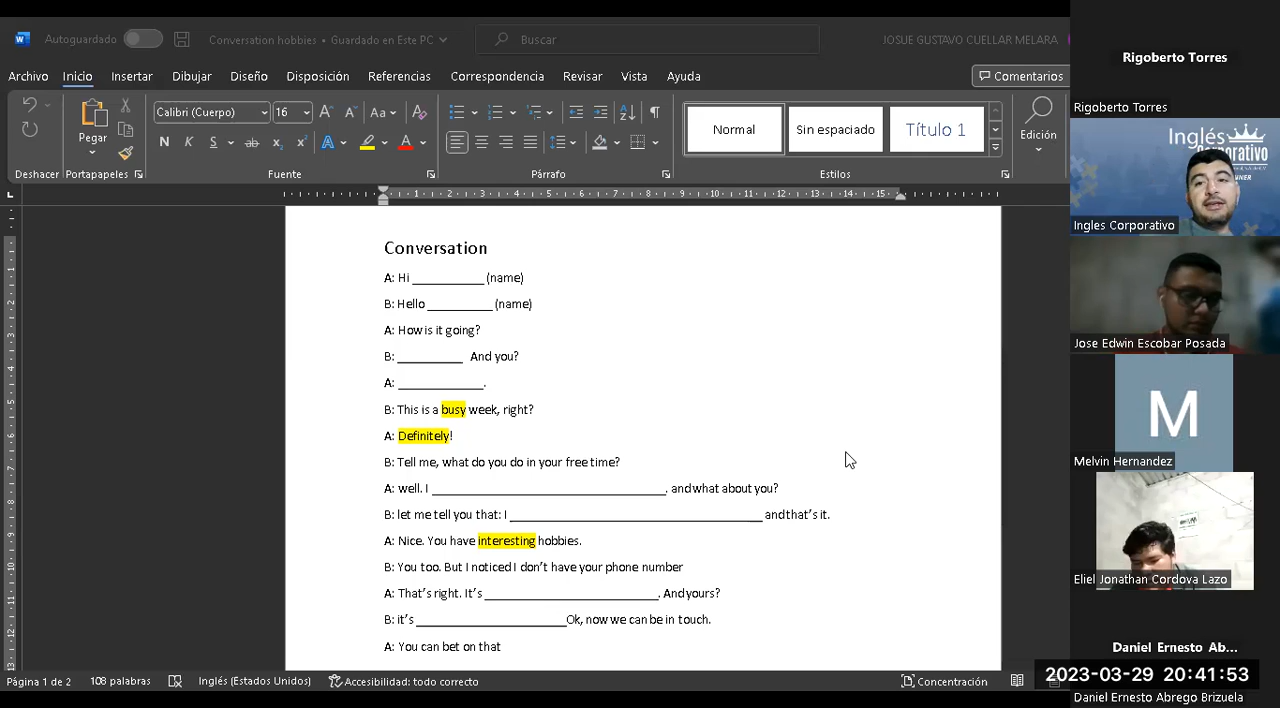 Autoguardado
Conversation hobbies • Guardado en Este PC
Buscar
JOSUE GUSTAVO CUELLAR MELARA
Archivo Inicio Insertar Dibujar Diseño Disposición Referencias Correspondencia Revisar Vista Ayuda Comentarios
Calibri (Cuerpo) 16
Pegar
Normal Sin espaciado Título 1
Edición
Deshacer Portapapeles Fuente Párrafo Estilos
Conversation
A: Hi ___________ (name)
B: Hello __________ (name)
A: How is it going?
B: __________ And you?
A: _____________.
B: This is a busy week, right?
A: Definitely!
B: Tell me, what do you do in your free time?
A: well. I ____________________________________. and what about you?
B: let me tell you that: I _______________________________________ and that's it.
A: Nice. You have interesting hobbies.
B: You too. But I noticed I don't have your phone number
A: That's right. It's ___________________________. And yours?
B: it's _______________________Ok, now we can be in touch.
A: You can bet on that
Página 1 de 2 108 palabras Inglés (Estados Unidos) Accesibilidad: todo correcto Concentración
Rigoberto Torres
Rigoberto Torres
Inglés
Corporativo
Ingles Corporativo
Jose Edwin Escobar Posada
M
Melvin Hernandez
Eliel Jonathan Cordova Lazo
Daniel Ernesto Ab...
2023-03-29 20:41:53
Daniel Ernesto Abrego Brizuela